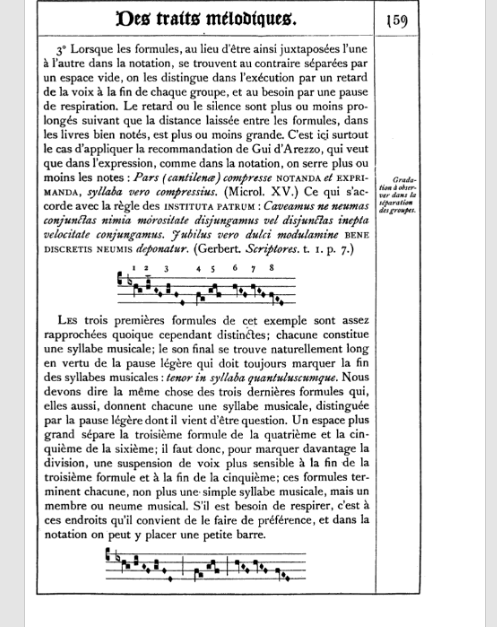 Des traits mélodiques.
159
3° Lorsque les formules, au lieu d'être ainsi juxtaposées l'une
à l'autre dans la notation, se trouvent au contraire séparées par
un espace vide, on les distingue dans l'exécution par un retard
de la voix à la fin de chaque groupe, et au besoin par une pause
de respiration. Le retard ou le silence sont plus ou moins pro-
longés suivant que la distance laissée entre les formules, dans
les livres bien notés, est plus ou moins grande. C'est içi surtout
le cas d'appliquer la recommandation de Gui d'Arezzo, qui veut
que dans l'expression, comme dans la notation, on serre plus ou
moins les notes : Pars (cantilenæ) compresse NOTANDA et EXPRI-
MANDA, syllaba vero compressius. (Microl. XV.) Ce qui s'ac-
corde avec la règle des INSTITUTA PATRUM : Caveamus ne neumas
conjunctas nimia morositate disjungamus vel disjunctas inepta
velocitate conjungamus. Jubilus vero dulci modulamine BENE
DISCRETIS NEUMIS deponatur. (Gerbert. Scriptores. t. 1. p. 7.)
Grada-
tion à obser-
ver dans la
séparation
des groupes.
1 2 3 4 5 6 7 8
LES trois premières formules de cet exemple sont assez
rapprochées quoique cependant distinctes; chacune constitue
une syllabe musicale; le son final se trouve naturellement long
en vertu de la pause légère qui doit toujours marquer la fin
des syllabes musicales : tenor in syllaba quantuluscumque. Nous
devons dire la même chose des trois dernières formules qui,
elles aussi, donnent chacune une syllabe musicale, distinguée
par la pause légère dont il vient d'être question. Un espace plus
grand sépare la troisième formule de la quatrième et la cin-
quième de la sixième; il faut donc, pour marquer davantage la
division, une suspension de voix plus sensible à la fin de la
troisième formule et à la fin de la cinquième; ces formules ter-
minent chacune, non plus une simple syllabe musicale, mais un
membre ou neume musical. S'il est besoin de respirer, c'est à
ces endroits qu'il convient de le faire de préférence, et dans la
notation on peut y placer une petite barre.